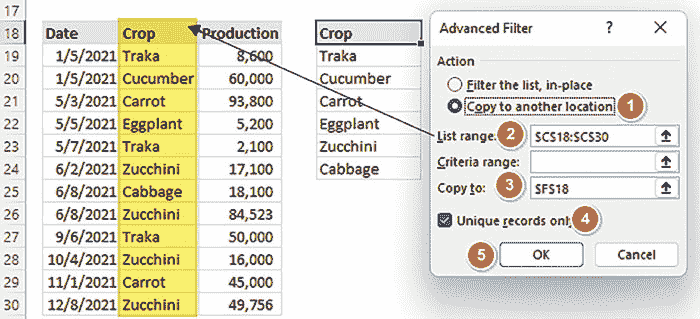 17
18 Date Crop Production Crop
19 1/5/2021 Traka 8,600 Traka
20 1/5/2021 Cucumber 60,000 Cucumber
21 5/3/2021 Carrot 93,800 Carrot
22 5/5/2021 Eggplant 5,200 Eggplant
23 5/7/2021 Traka 2,100 Zucchini
24 6/2/2021 Zucchini 17,100 Cabbage
25 6/8/2021 Cabbage 18,100
26 6/8/2021 Zucchini 84,523
27 9/6/2021 Traka 50,000
28 10/4/2021 Zucchini 16,000
29 11/1/2021 Carrot 45,000
30 12/8/2021 Zucchini 49,756
Advanced Filter ?
Action
Filter the list, in-place
Copy to another location 1
List range: 2 $C$18:$C$30
Criteria range:
Copy to: 3 $F$18
Unique records only 4
5 OK Cancel